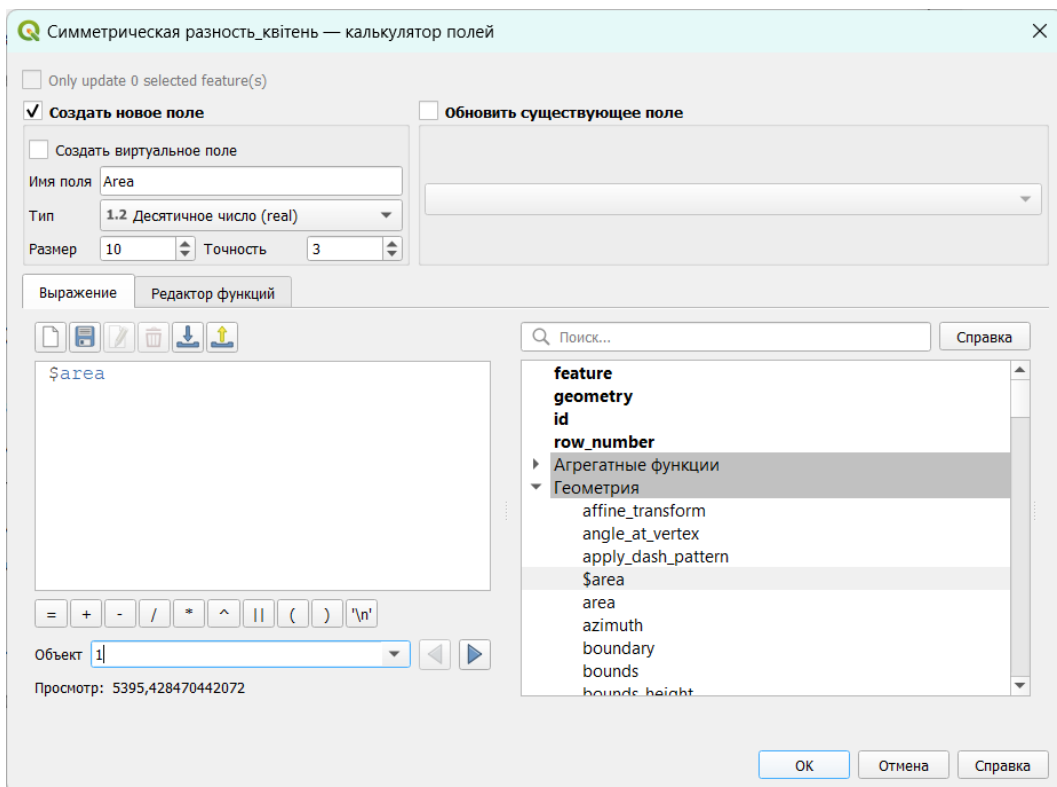 Симметрическая разность_квітень — калькулятор полей
Only update 0 selected feature(s)
Создать новое поле
Обновить существующее поле
Создать виртуальное поле
Имя поля Area
Тип 1.2 Десятичное число (real)
Размер 10 Точность 3
Выражение Редактор функций
Поиск... Справка
$area
feature
geometry
id
row_number
Агрегатные функции
Геометрия
affine_transform
angle_at_vertex
apply_dash_pattern
$area
area
azimuth
boundary
bounds
bounds_height
= + - / * ^ || ( ) '\n'
Объект 1
Просмотр: 5395,428470442072
ОК Отмена Справка